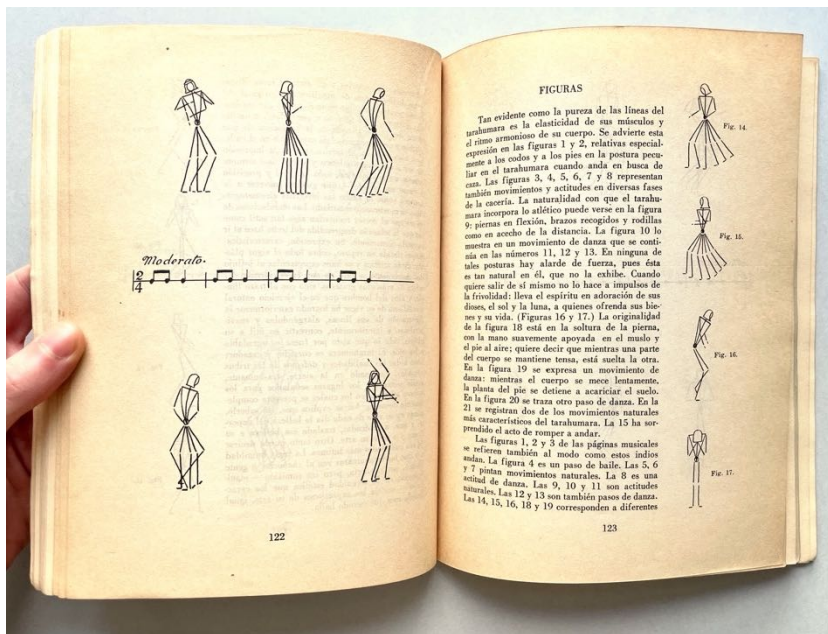 Moderato.
2
4
122
FIGURAS
Tan evidente como la pureza de las líneas del
tarahumara es la elasticidad de sus músculos y
el ritmo armonioso de su cuerpo. Se advierte esta
expresión en las figuras 1 y 2, relativas especial-
mente a los codos y a los pies en la postura pecu-
liar en el tarahumara cuando anda en busca de
caza. Las figuras 3, 4, 5, 6, 7 y 8 representan
también movimientos y actitudes en diversas fases
de la cacería. La naturalidad con que el tarahu-
mara incorpora lo atlético puede verse en la figura
9: piernas en flexión, brazos recogidos y rodillas
como en acecho de la distancia. La figura 10 lo
muestra en un movimiento de danza que se conti-
núa en las números 11, 12 y 13. En ninguna de
tales posturas hay alarde de fuerza, pues ésta
es tan natural en él, que no la exhibe. Cuando
quiere salir de sí mismo no lo hace a impulsos de
la frivolidad: lleva el espíritu en adoración de sus
dioses, el sol y la luna, a quienes ofrenda sus bie-
nes y su vida. (Figuras 16 y 17.) La originalidad
de la figura 18 está en la soltura de la pierna,
con la mano suavemente apoyada en el muslo y
el pie al aire; quiere decir que mientras una parte
del cuerpo se mantiene tensa, está suelta la otra.
En la figura 19 se expresa un movimiento de
danza: mientras el cuerpo se mece lentamente,
la planta del pie se detiene a acariciar el suelo.
En la figura 20 se traza otro paso de danza. En la
21 se registran dos de los movimientos naturales
más característicos del tarahumara. La 15 ha sor-
prendido el acto de romper a andar.
Las figuras 1, 2 y 3 de las páginas musicales
se refieren también al modo como estos indios
andan. La figura 4 es un paso de baile. Las 5, 6
y 7 pintan movimientos naturales. La 8 es una
actitud de danza. Las 9, 10 y 11 son actitudes
naturales. Las 12 y 13 son también pasos de danza.
Las 14, 15, 16, 18 y 19 corresponden a diferentes
123
Fig. 14.
Fig. 15.
Fig. 16.
Fig. 17.